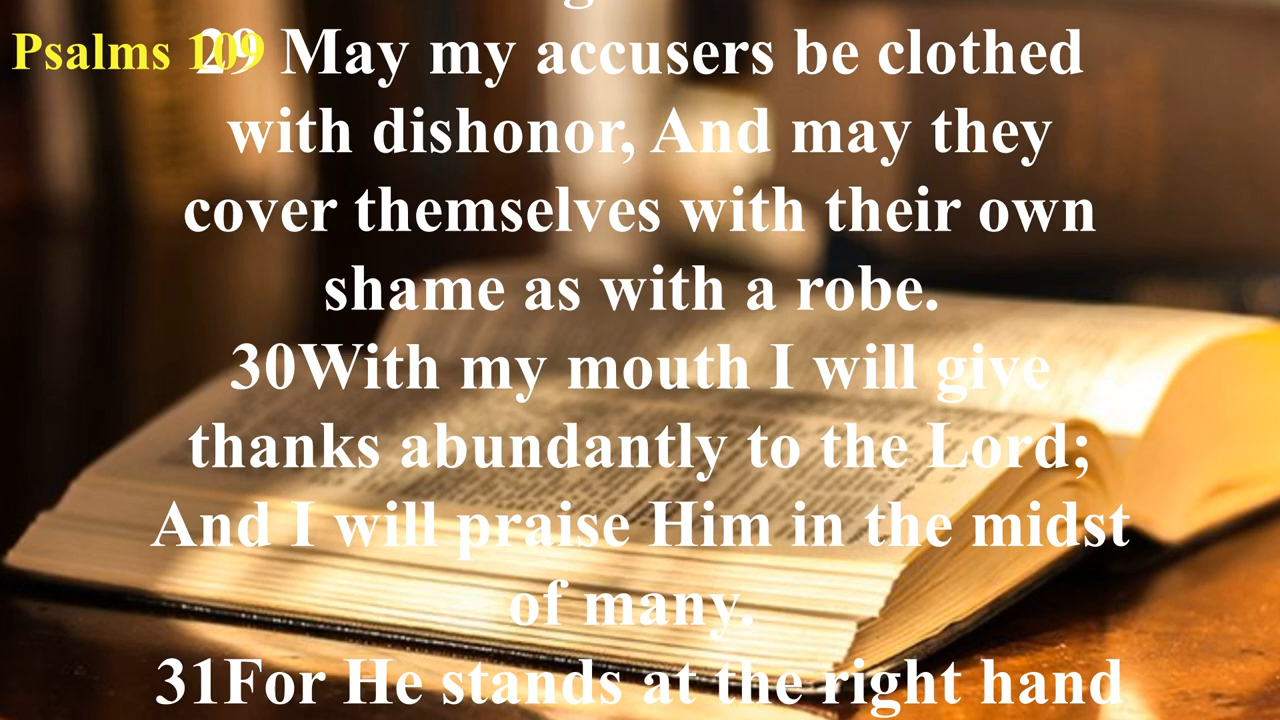 Psalms 109
29 May my accusers be clothed
with dishonor, And may they
cover themselves with their own
shame as with a robe.
30With my mouth I will give
thanks abundantly to the Lord;
And I will praise Him in the midst
of many.
31For He stands at the right hand